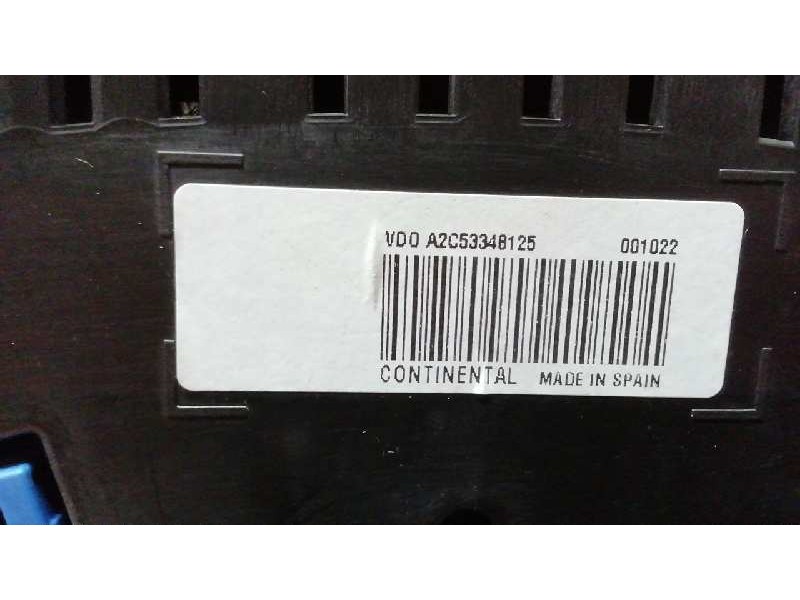 VDO A2C53348125 001022
CONTINENTAL MADE IN SPAIN